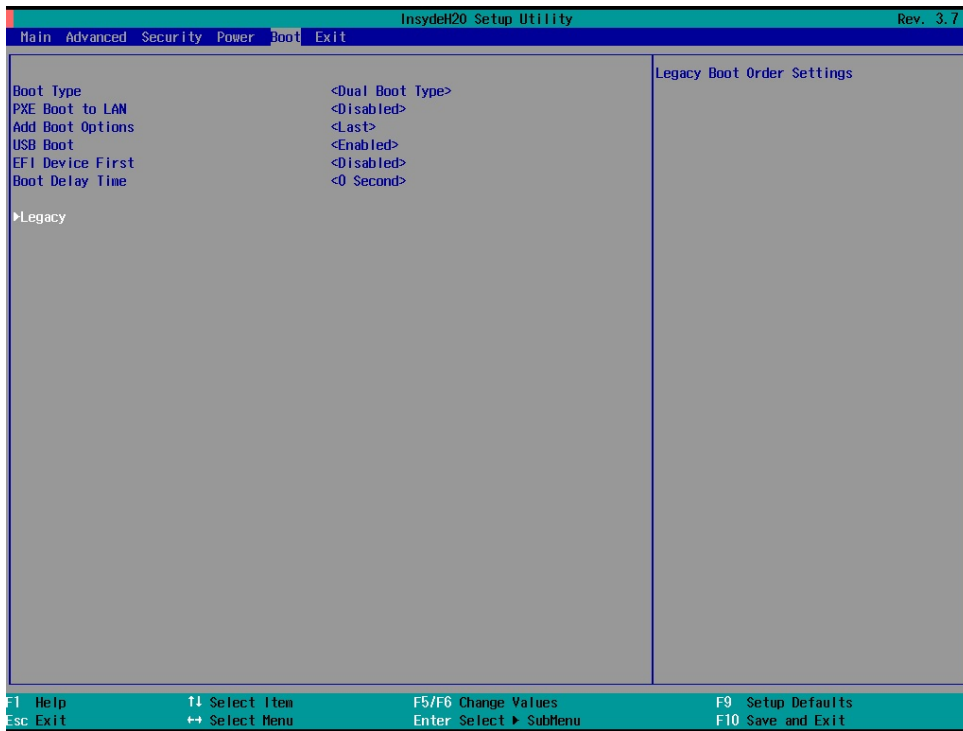 InsydeH20 Setup Utility Rev. 3.7
Main Advanced Security Power Boot Exit
Legacy Boot Order Settings
Boot Type <Dual Boot Type>
PXE Boot to LAN <Disabled>
Add Boot Options <Last>
USB Boot <Enabled>
EFI Device First <Disabled>
Boot Delay Time <0 Second>
▶Legacy
F1 Help ↑↓ Select Item F5/F6 Change Values F9 Setup Defaults
Esc Exit ↔ Select Menu Enter Select ▶ SubMenu F10 Save and Exit